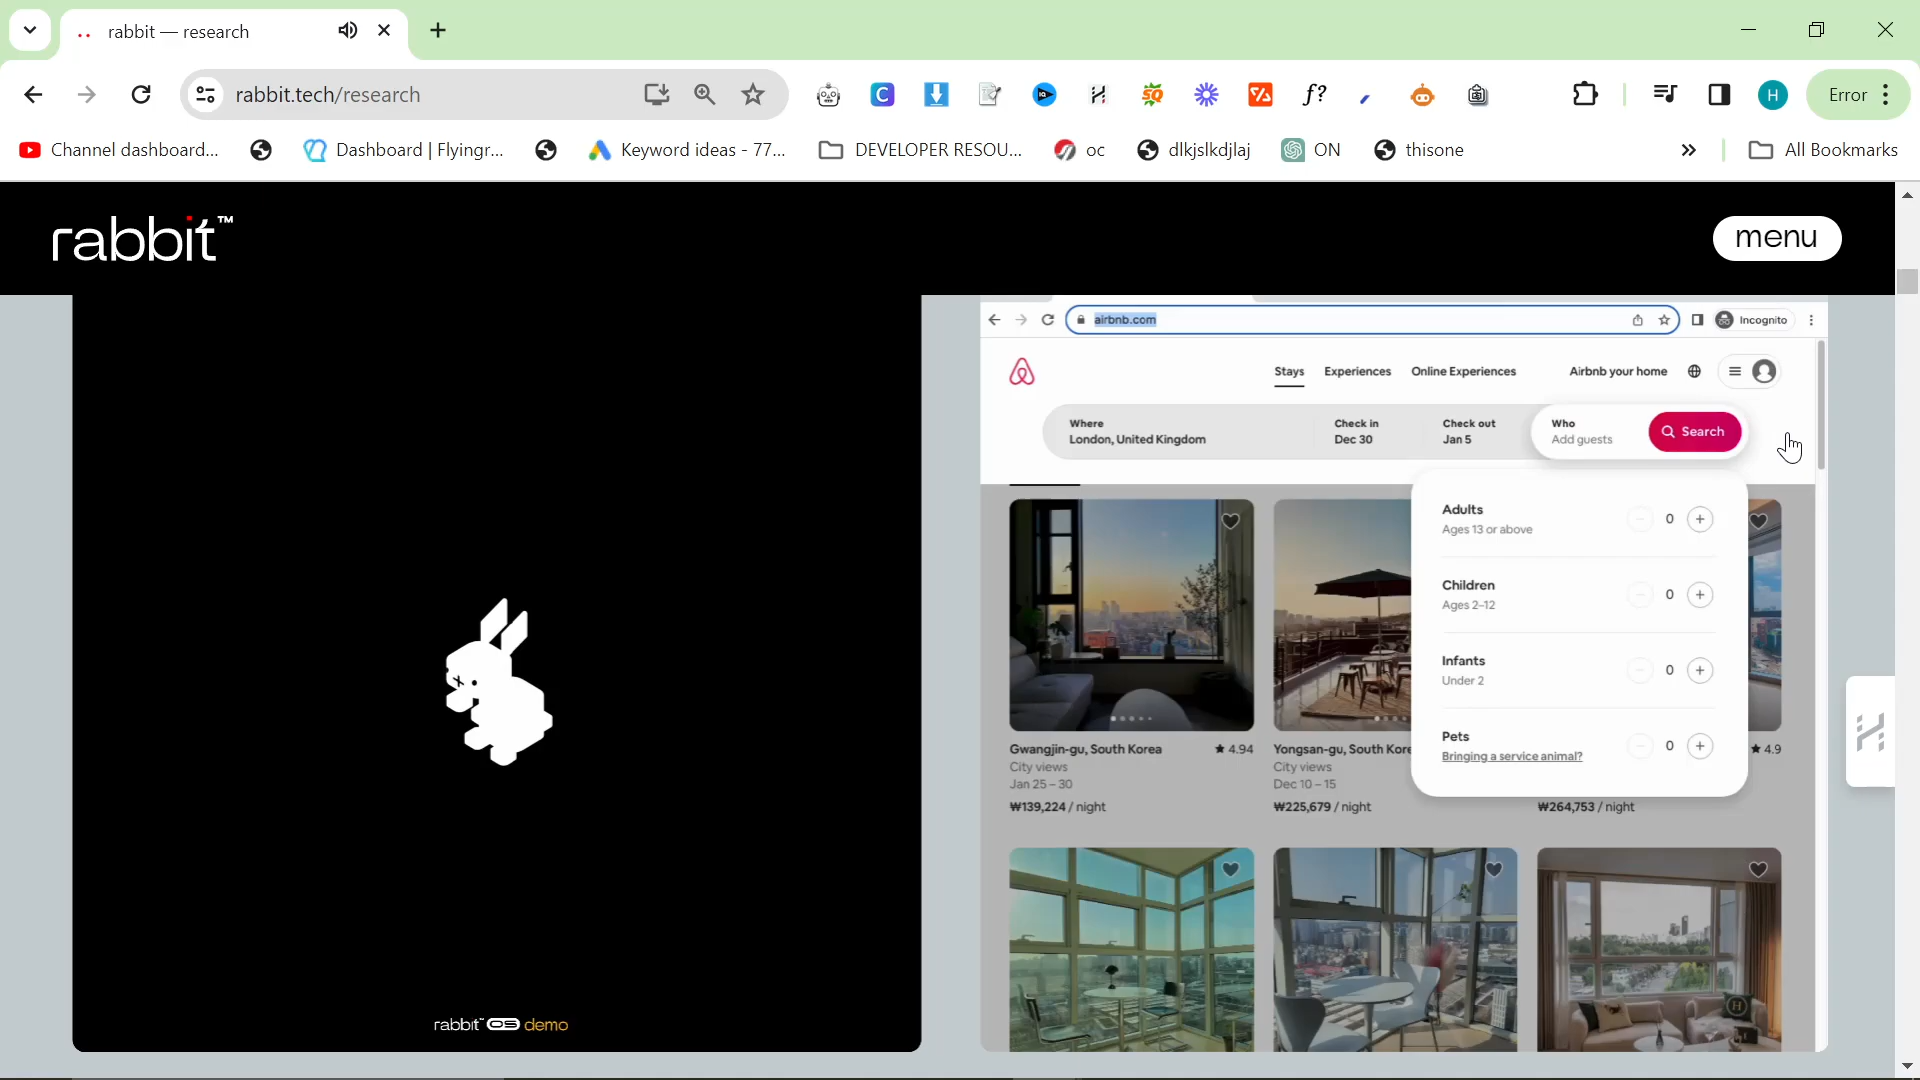 rabbit — research
rabbit.tech/research
Error
Channel dashboard...
Dashboard | Flyingr...
Keyword ideas - 77...
DEVELOPER RESOU...
oc
dlkjslkdjlaj
ON
thisone
All Bookmarks
rabbit™
menu
airbnb.com
Incognito
Stays
Experiences
Online Experiences
Airbnb your home
Where
London, United Kingdom
Check in
Dec 30
Check out
Jan 5
Who
Add guests
Search
Adults
Ages 13 or above
0
Children
Ages 2–12
0
Infants
Under 2
0
Pets
Bringing a service animal?
0
Gwangjin-gu, South Korea
4.94
City views
Jan 25 – 30
₩139,224 / night
Yongsan-gu, South Kore
City views
Dec 10 – 15
₩225,679 / night
4.9
₩264,753 / night
rabbit™ OS demo